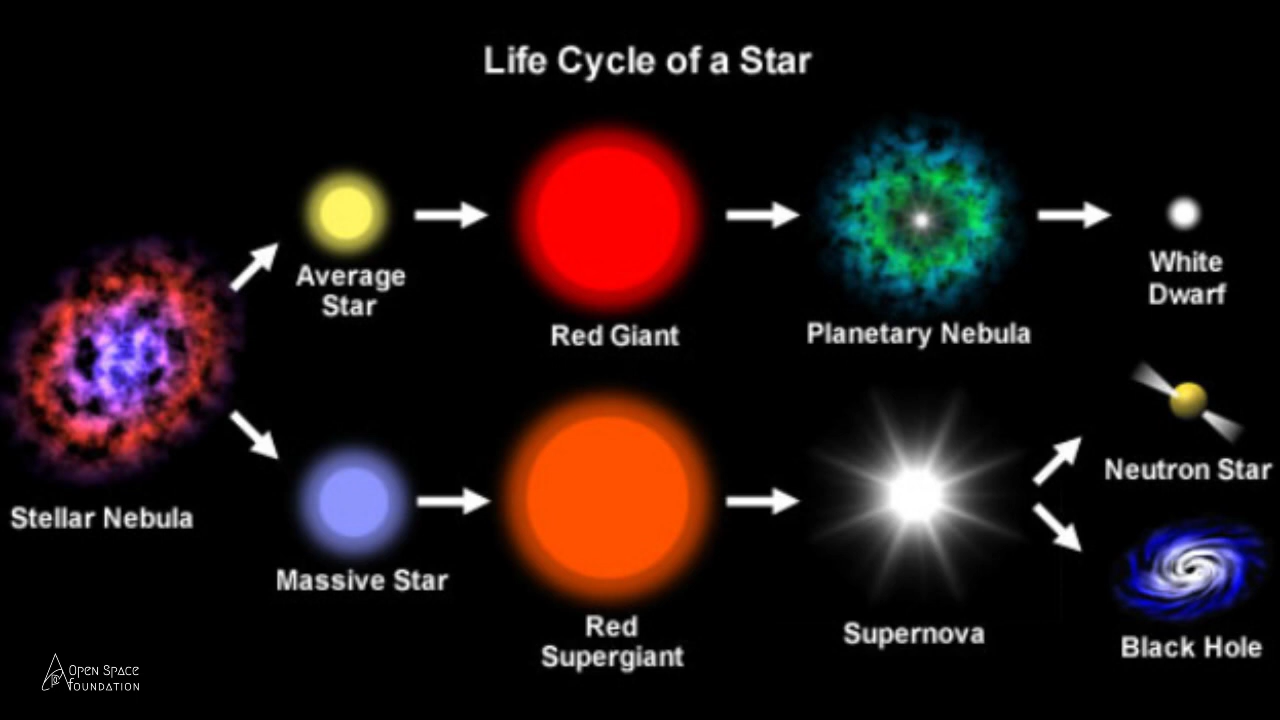 Life Cycle of a Star
Average
Star
Red Giant
Planetary Nebula
White
Dwarf
Stellar Nebula
Massive Star
Red
Supergiant
Supernova
Neutron Star
Black Hole
Open Space
Foundation